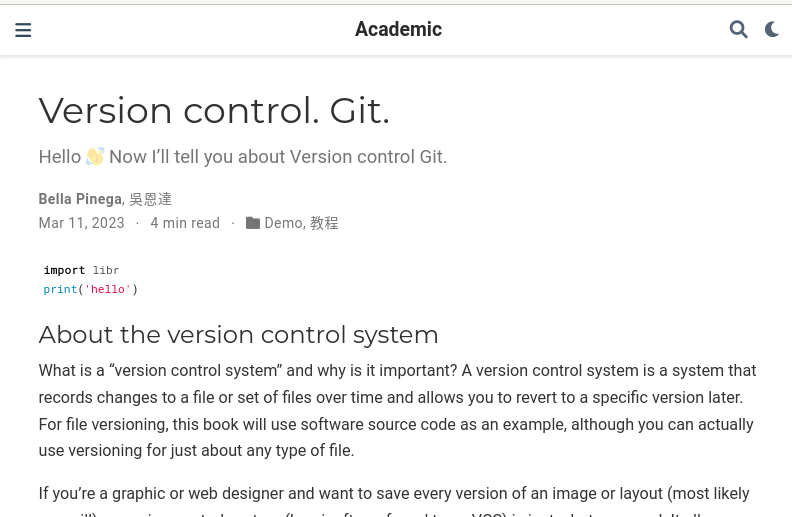 Academic
Version control. Git.
Hello 👋 Now I’ll tell you about Version control Git.
Bella Pinega, 吳恩達
Mar 11, 2023 · 4 min read · Demo, 教程
import libr
print('hello')
About the version control system
What is a “version control system” and why is it important? A version control system is a system that
records changes to a file or set of files over time and allows you to revert to a specific version later.
For file versioning, this book will use software source code as an example, although you can actually
use versioning for just about any type of file.
If you’re a graphic or web designer and want to save every version of an image or layout (most likely